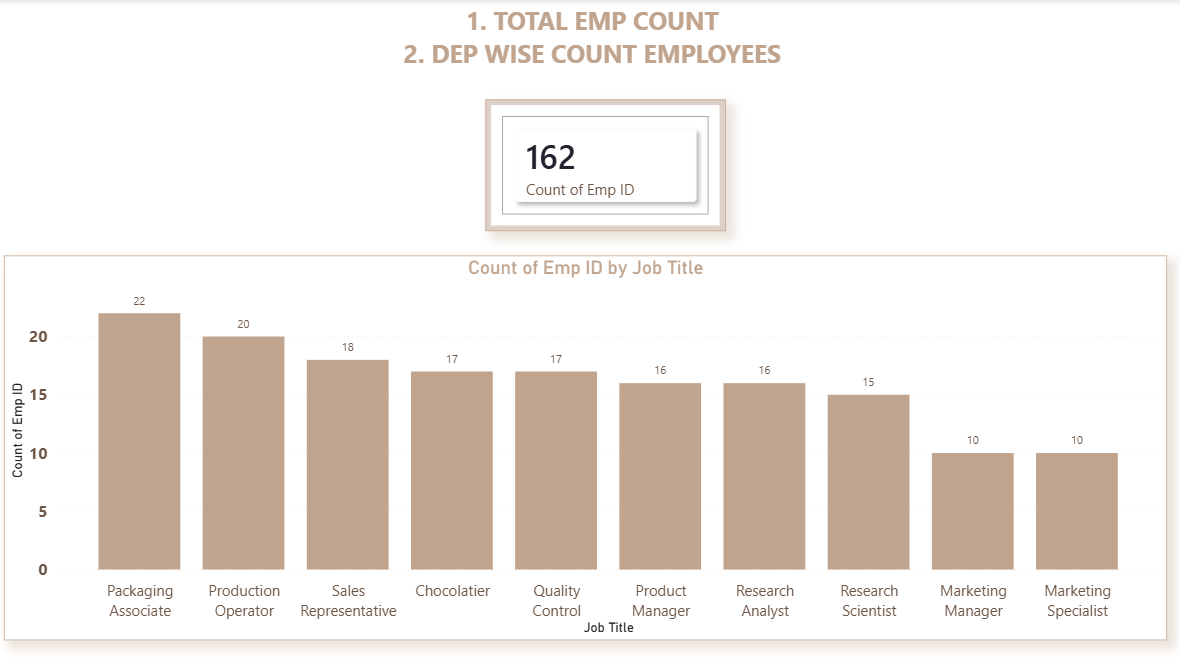 1. TOTAL EMP COUNT
2. DEP WISE COUNT EMPLOYEES
162
Count of Emp ID
Count of Emp ID by Job Title
Count of Emp ID
20
15
10
5
0
22
20
18
17
17
16
16
15
10
10
Packaging
Associate
Production
Operator
Sales
Representative
Chocolatier
Quality
Control
Product
Manager
Research
Analyst
Research
Scientist
Marketing
Manager
Marketing
Specialist
Job Title